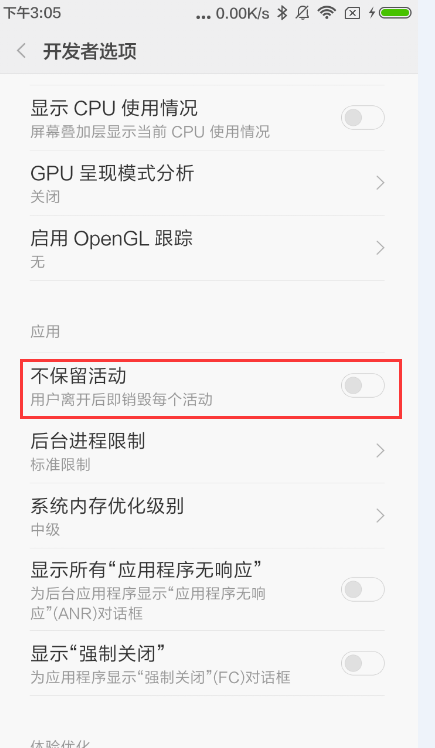 下午3:05 ... 0.00K/s
开发者选项
显示 CPU 使用情况
屏幕叠加层显示当前 CPU 使用情况
GPU 呈现模式分析
关闭
启用 OpenGL 跟踪
无
应用
不保留活动
用户离开后即销毁每个活动
后台进程限制
标准限制
系统内存优化级别
中级
显示所有“应用程序无响应”
为后台应用程序显示“应用程序无响
应”(ANR)对话框
显示“强制关闭”
为应用程序显示“强制关闭”(FC)对话框
体验优化